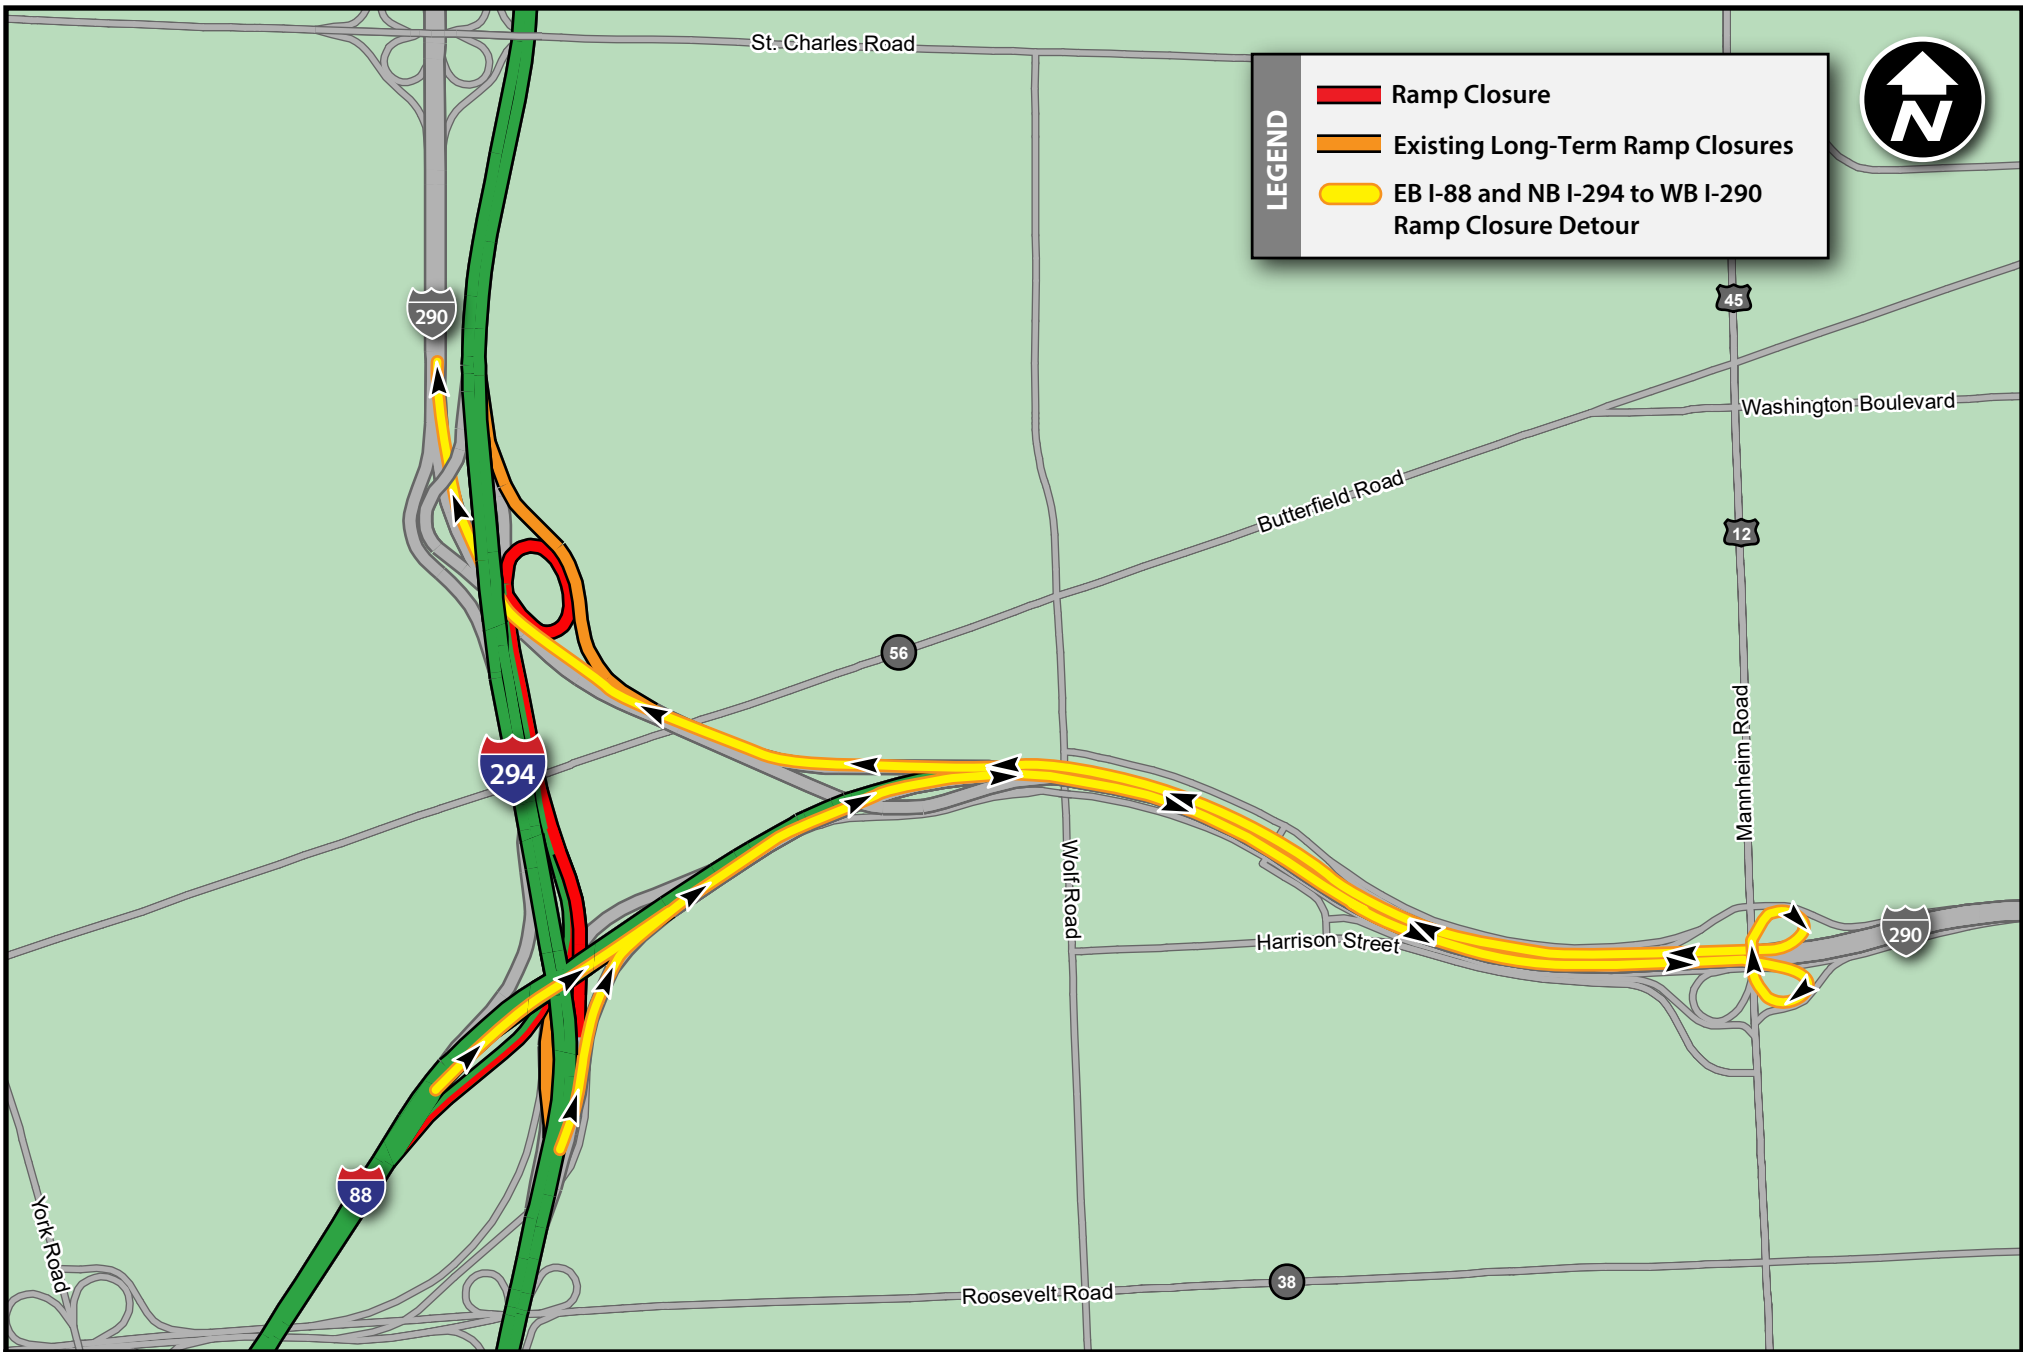 St. Charles Road
LEGEND
Ramp Closure
Existing Long-Term Ramp Closures
EB I-88 and NB I-294 to WB I-290
Ramp Closure Detour
N
290
45
Washington Boulevard
Butterfield Road
12
56
Mannheim Road
294
Wolf Road
Harrison Street
290
88
York Road
Roosevelt Road
38